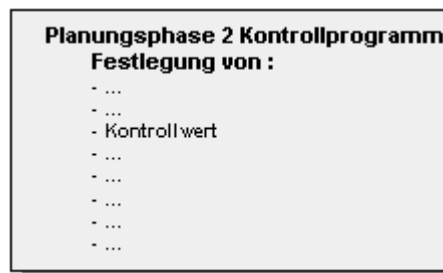 Planungsphase 2 Kontrollprogramm
Festlegung von :
- ...
- ...
- Kontrollwert
- ...
- ...
- ...
- ...
- ...